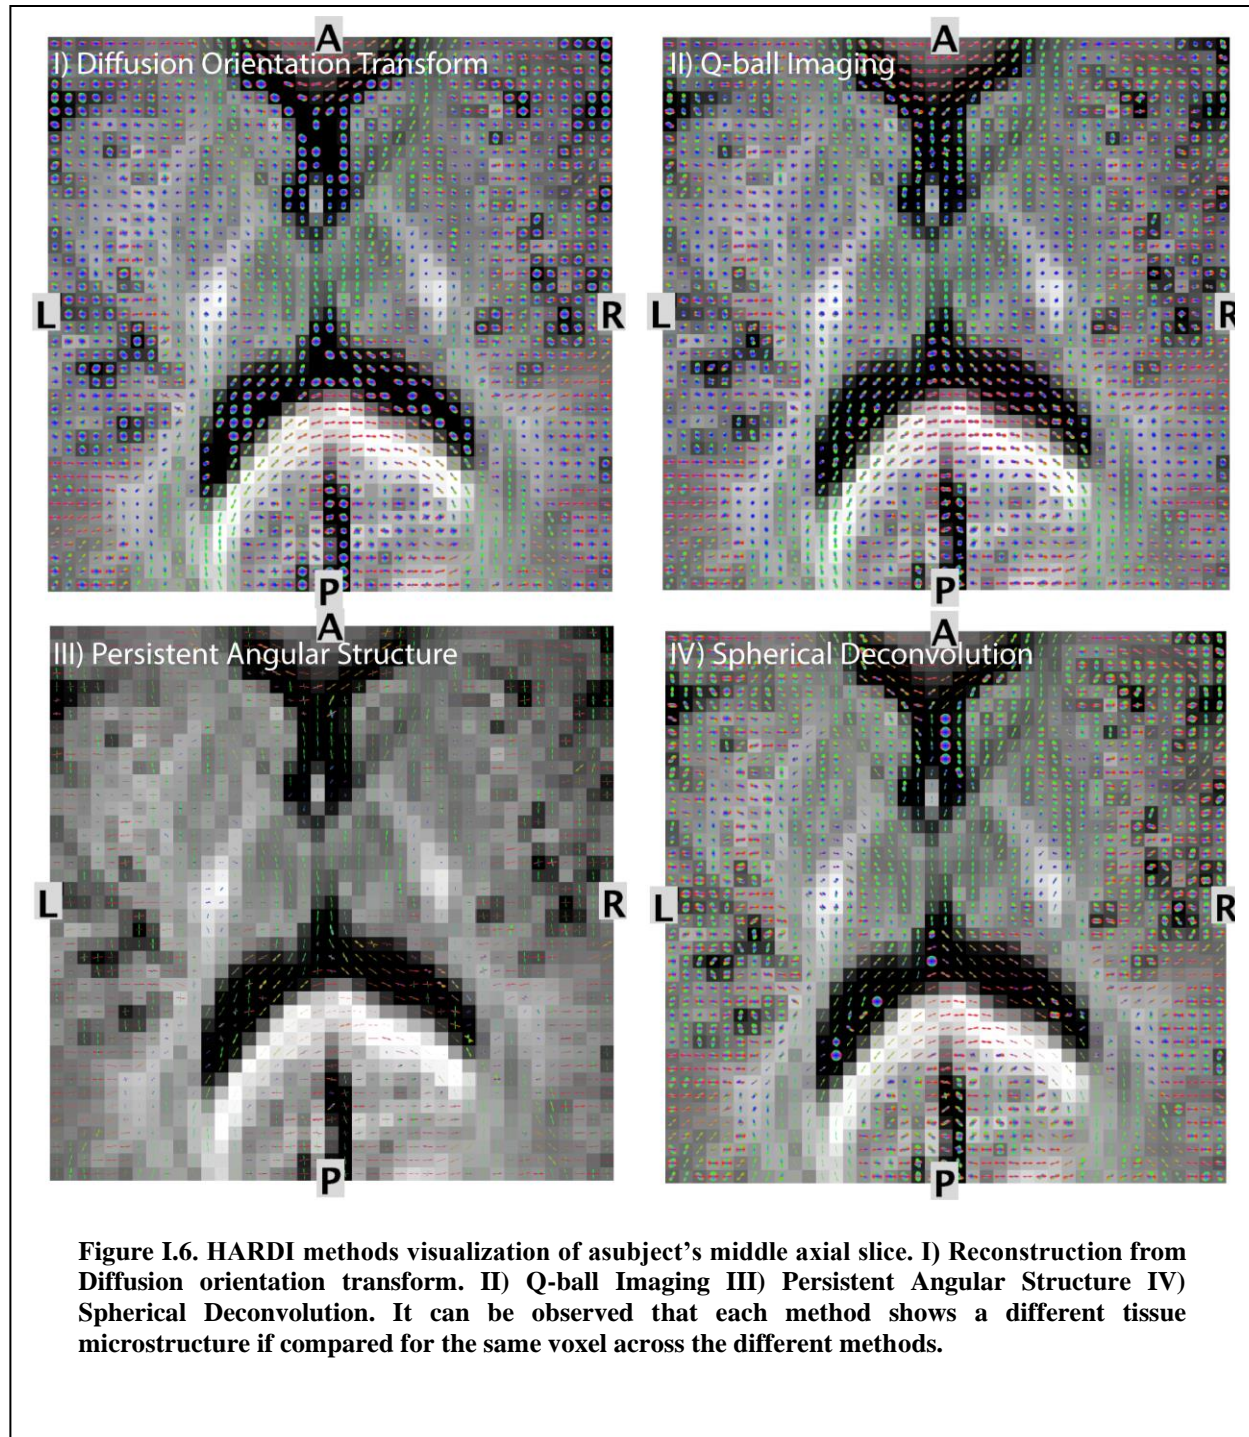 A
I) Diffusion Orientation Transform
L
R
P
A
II) Q-ball Imaging
L
R
P
A
III) Persistent Angular Structure
L
R
P
A
IV) Spherical Deconvolution
L
R
P
Figure I.6. HARDI methods visualization of asubject's middle axial slice. I) Reconstruction from
Diffusion orientation transform. II) Q-ball Imaging III) Persistent Angular Structure IV)
Spherical Deconvolution. It can be observed that each method shows a different tissue
microstructure if compared for the same voxel across the different methods.